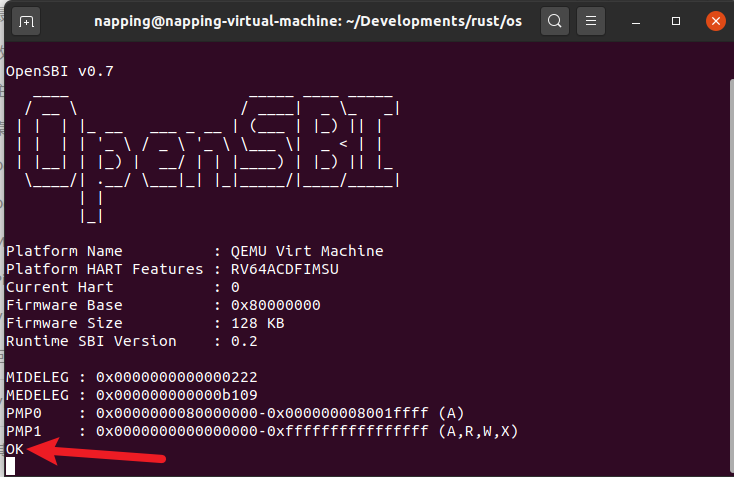 napping@napping-virtual-machine: ~/Developments/rust/os
OpenSBI v0.7
   ____                    _____ ____ _____
  / __ \                  / ____|  _ \_   _|
 | |  | |_ __   ___ _ __ | (___ | |_) || |
 | |  | | '_ \ / _ \ '_ \ \___ \|  _ < | |
 | |__| | |_) |  __/ | | |____) | |_) || |_
  \____/| .__/ \___|_| |_|_____/|____/_____|
        | |
        |_|
Platform Name          : QEMU Virt Machine
Platform HART Features : RV64ACDFIMSU
Current Hart           : 0
Firmware Base          : 0x80000000
Firmware Size          : 128 KB
Runtime SBI Version    : 0.2
MIDELEG : 0x0000000000000222
MEDELEG : 0x000000000000b109
PMP0    : 0x0000000080000000-0x000000008001ffff (A)
PMP1    : 0x0000000000000000-0xffffffffffffffff (A,R,W,X)
OK